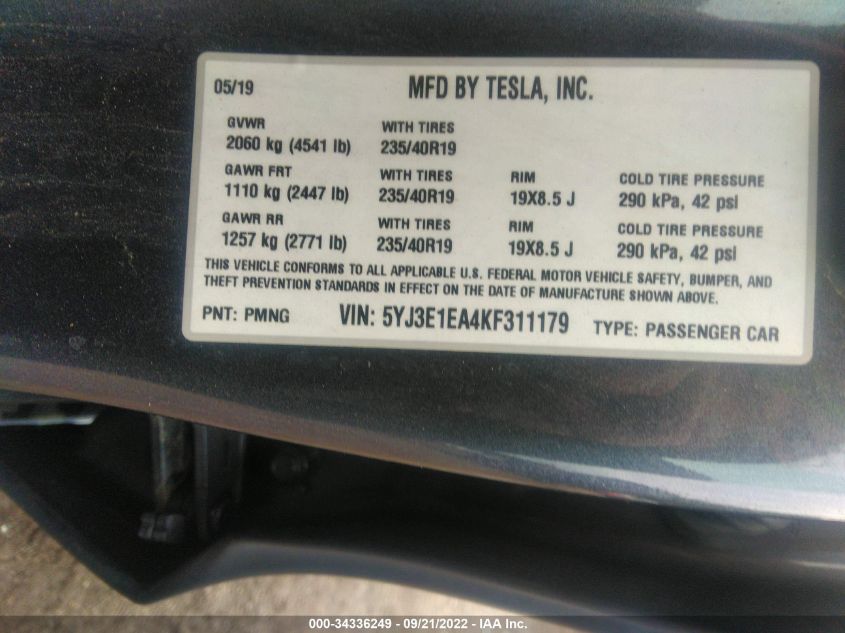 05/19 MFD BY TESLA, INC.
GVWR WITH TIRES
2060 kg (4541 lb) 235/40R19
GAWR FRT WITH TIRES RIM COLD TIRE PRESSURE
1110 kg (2447 lb) 235/40R19 19X8.5 J 290 kPa, 42 psi
GAWR RR WITH TIRES RIM COLD TIRE PRESSURE
1257 kg (2771 lb) 235/40R19 19X8.5 J 290 kPa, 42 psi
THIS VEHICLE CONFORMS TO ALL APPLICABLE U.S. FEDERAL MOTOR VEHICLE SAFETY, BUMPER, AND
THEFT PREVENTION STANDARDS IN EFFECT ON THE DATE OF MANUFACTURE SHOWN ABOVE.
PNT: PMNG VIN: 5YJ3E1EA4KF311179 TYPE: PASSENGER CAR
000-34336249 - 09/21/2022 - IAA Inc.